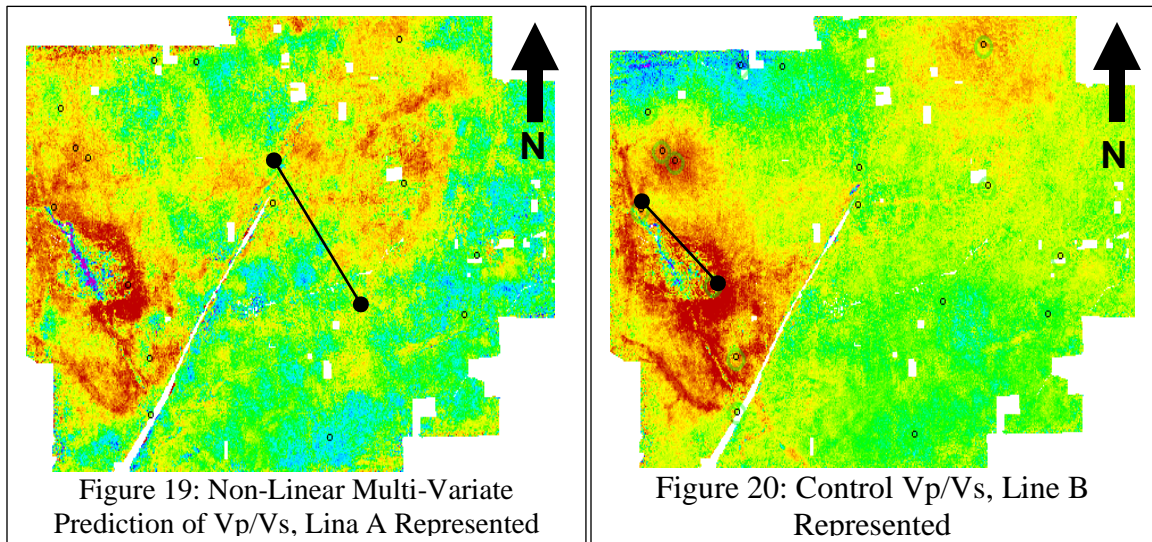 N
Figure 19: Non-Linear Multi-Variate
Prediction of Vp/Vs, Lina A Represented
N
Figure 20: Control Vp/Vs, Line B
Represented